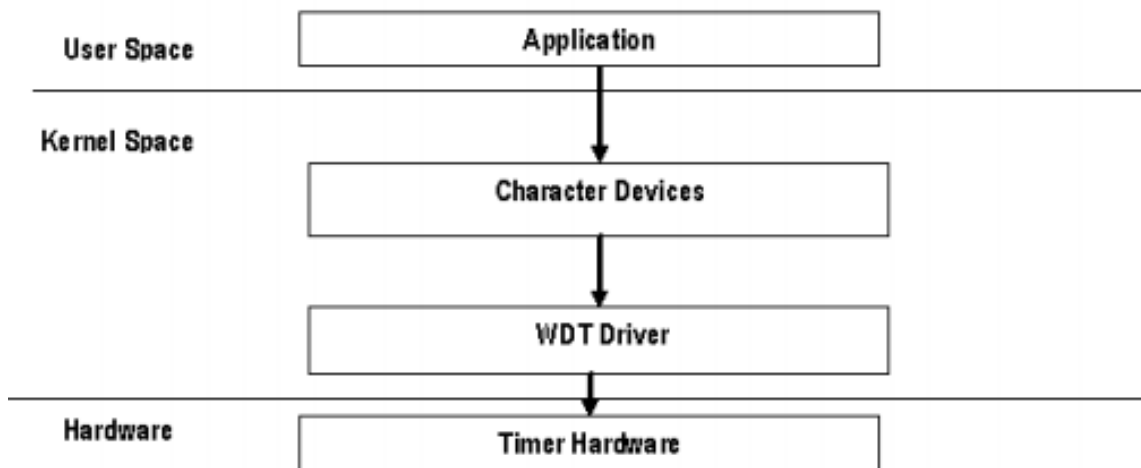 User Space
Application
Kernel Space
Character Devices
WDT Driver
Hardware
Timer Hardware